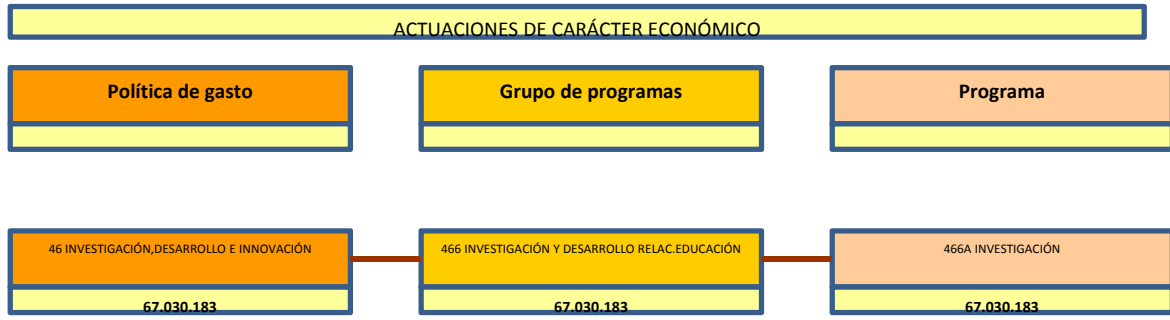 ACTUACIONES DE CARÁCTER ECONÓMICO
Política de gasto
Grupo de programas
Programa
46 INVESTIGACIÓN,DESARROLLO E INNOVACIÓN
466 INVESTIGACIÓN Y DESARROLLO RELAC.EDUCACIÓN
466A INVESTIGACIÓN
67.030.183
67.030.183
67.030.183